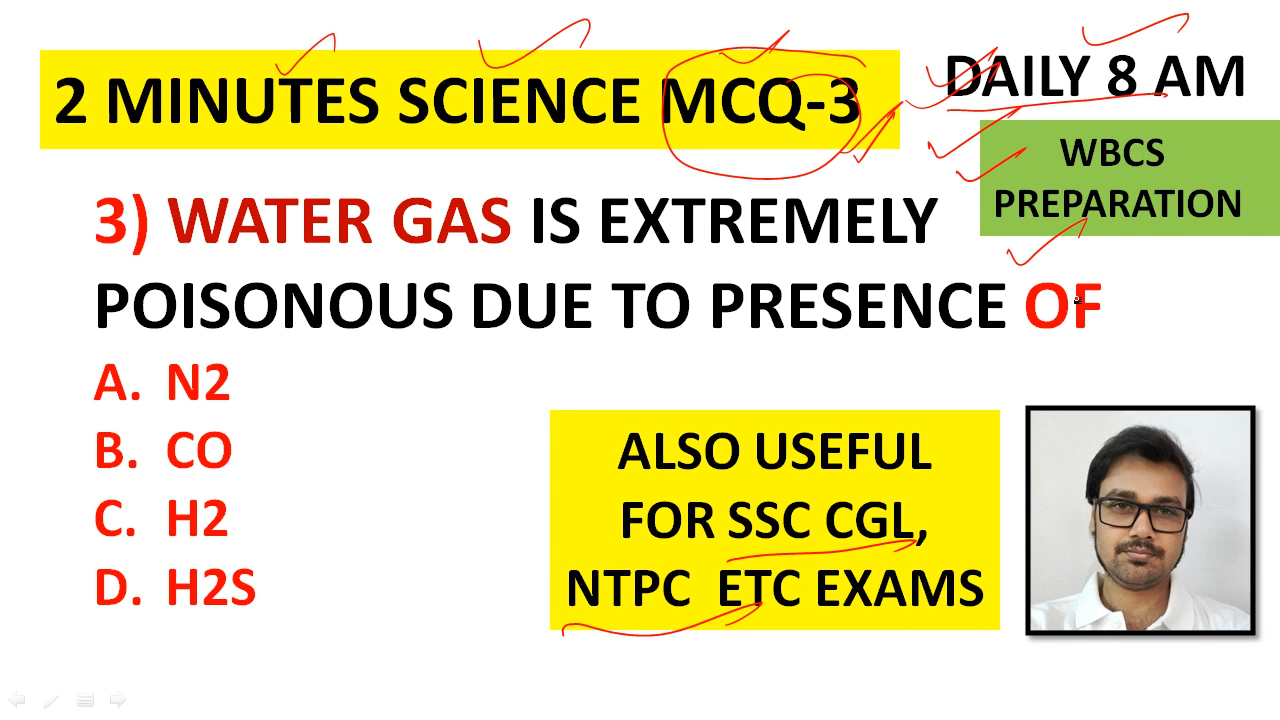 2 MINUTES SCIENCE MCQ-3
DAILY 8 AM
WBCS
PREPARATION
3) WATER GAS IS EXTREMELY
POISONOUS DUE TO PRESENCE OF
A. N2
B. CO
C. H2
D. H2S
ALSO USEFUL
FOR SSC CGL,
NTPC ETC EXAMS